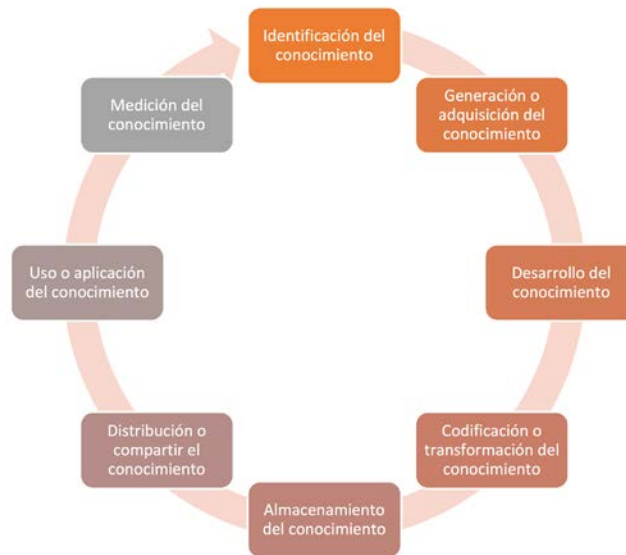 Identificación del
conocimiento
Generación o
adquisición del
conocimiento
Desarrollo del
conocimiento
Codificación o
transformación del
conocimiento
Almacenamiento
del conocimiento
Distribución o
compartir el
conocimiento
Uso o aplicación
del conocimiento
Medición del
conocimiento